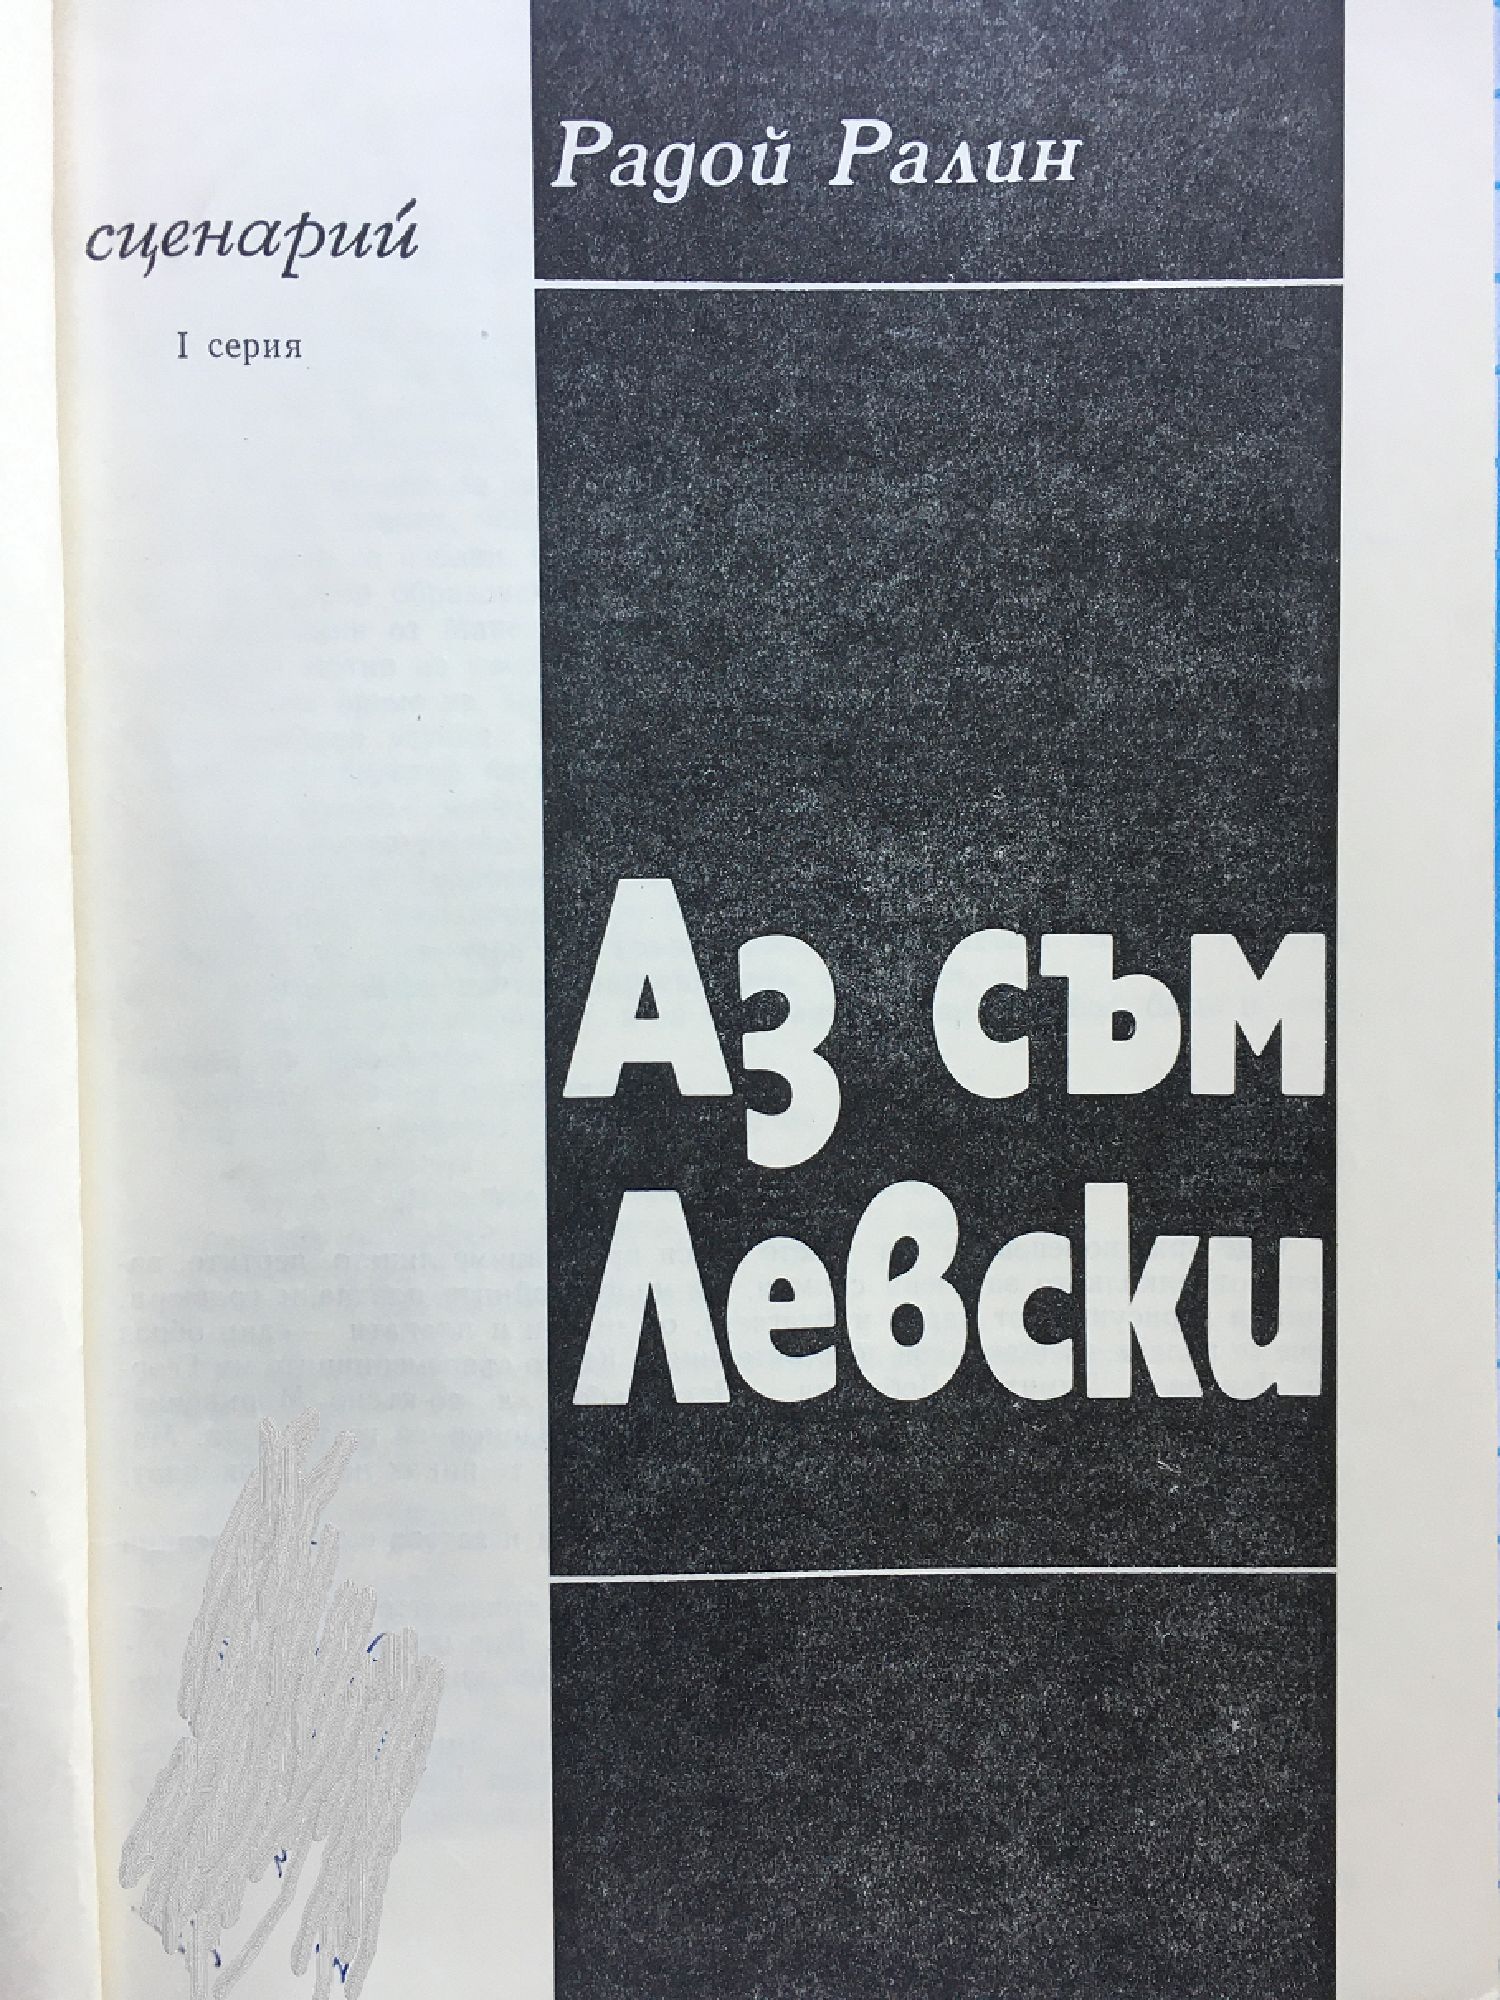 Радой Ралин
сценарий
I серия
Аз съм
Левски